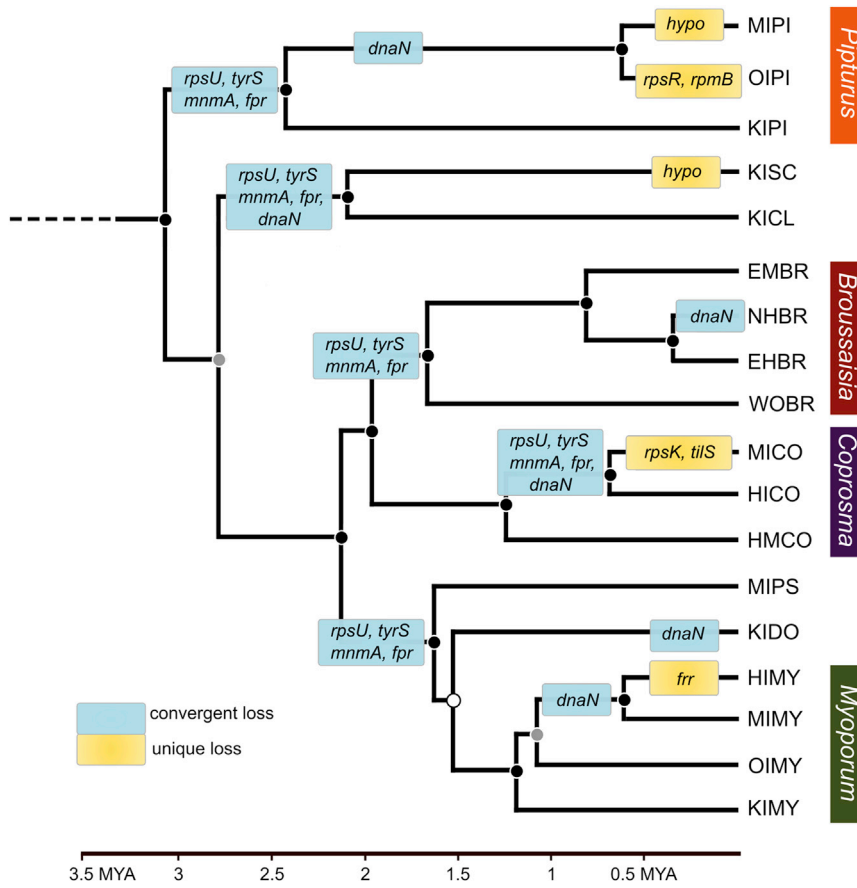 hypo
MIPI
dnaN
rpsU, tyrS
mnmA, fpr
rpsR, rpmB
OIPI
KIPI
Pipturus
rpsU, tyrS
mnmA, fpr,
dnaN
hypo
KISC
KICL
EMBR
dnaN
NHBR
rpsU, tyrS
mnmA, fpr
EHBR
WOBR
Broussaisia
rpsU, tyrS
mnmA, fpr,
dnaN
rpsK, tilS
MICO
HICO
HMCO
Coprosma
MIPS
rpsU, tyrS
mnmA, fpr
dnaN
KIDO
frr
HIMY
dnaN
MIMY
OIMY
KIMY
Myoporum
convergent loss
unique loss
3.5 MYA 3 2.5 2 1.5 1 0.5 MYA